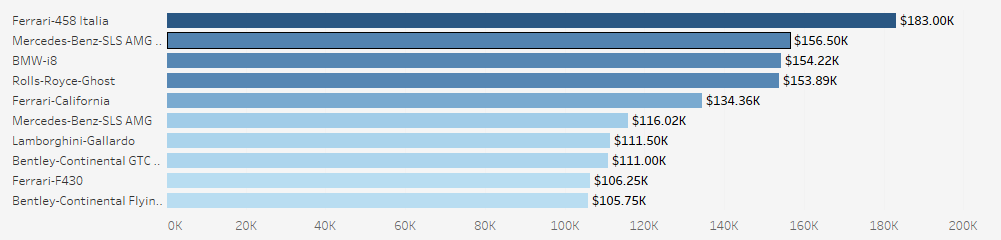 Ferrari-458 Italia $183.00K
Mercedes-Benz-SLS AMG .. $156.50K
BMW-i8 $154.22K
Rolls-Royce-Ghost $153.89K
Ferrari-California $134.36K
Mercedes-Benz-SLS AMG $116.02K
Lamborghini-Gallardo $111.50K
Bentley-Continental GTC .. $111.00K
Ferrari-F430 $106.25K
Bentley-Continental Flyin.. $105.75K
0K 20K 40K 60K 80K 100K 120K 140K 160K 180K 200K